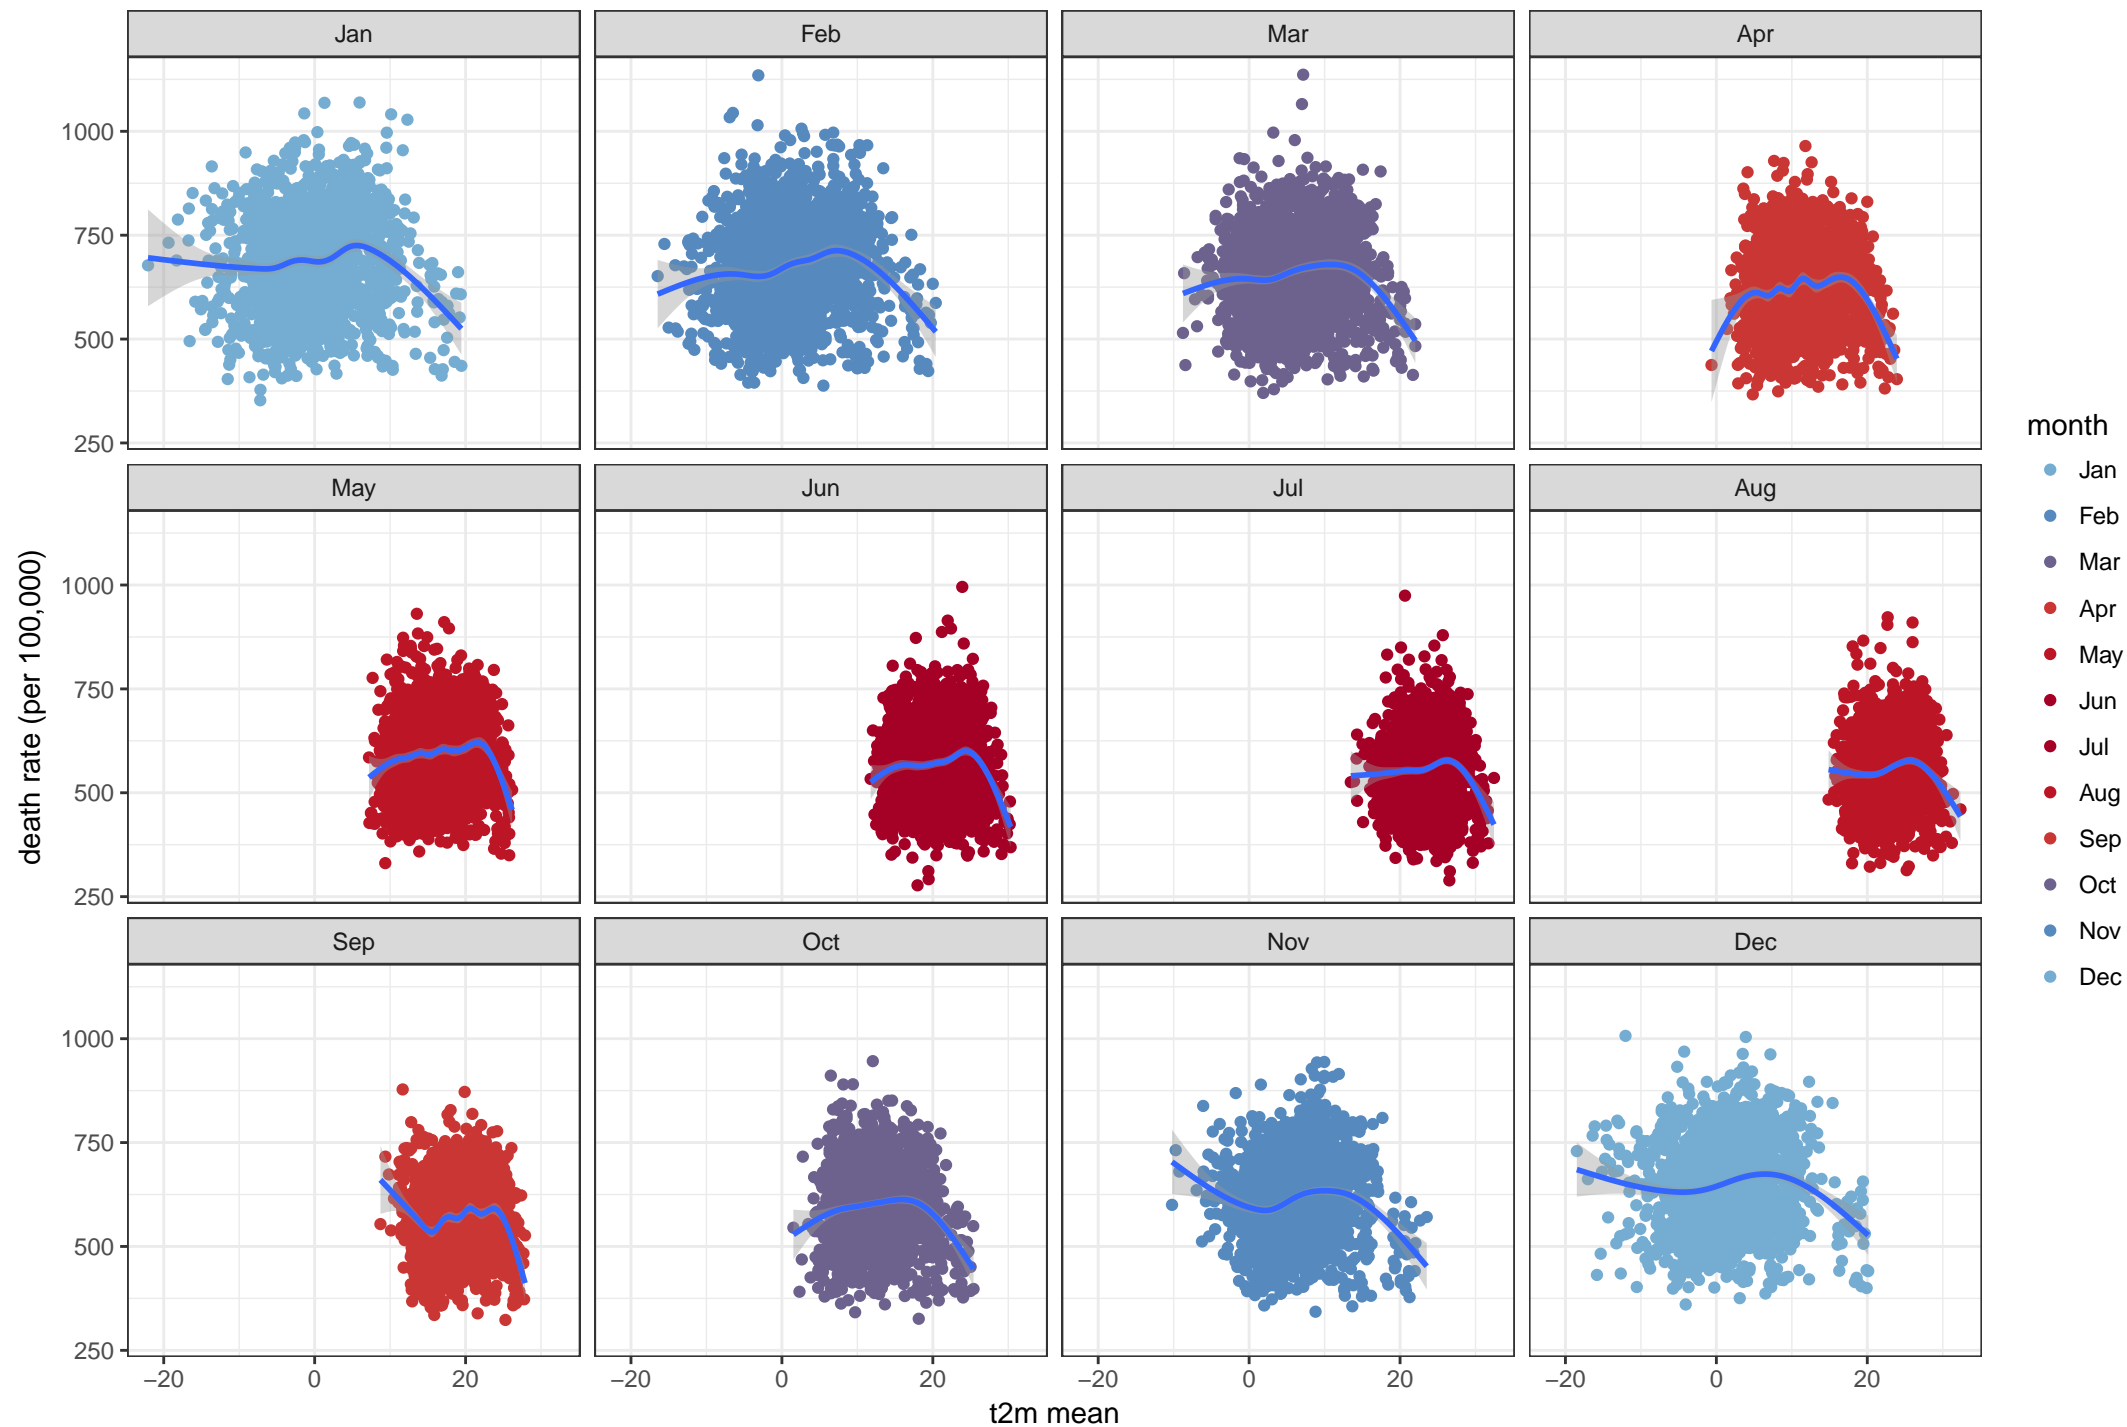 Jan Feb Mar Apr
1000
750
500
250
May Jun Jul Aug
1000
750
500
250
Sep Oct Nov Dec
1000
750
500
250
−20 0 20 −20 0 20 −20 0 20 −20 0 20
t2m mean
death rate (per 100,000)
month
Jan
Feb
Mar
Apr
May
Jun
Jul
Aug
Sep
Oct
Nov
Dec